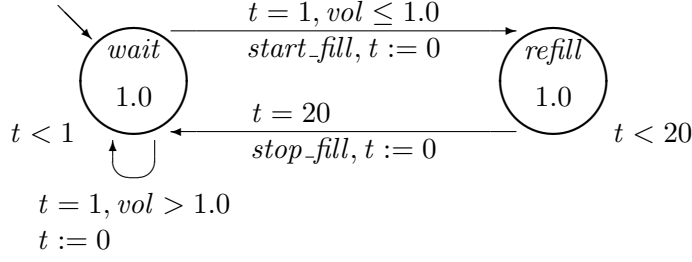 t = 1, vol ≤ 1.0
start_fill, t := 0
wait
1.0
refill
1.0
t = 20
stop_fill, t := 0
t < 1
t < 20
t = 1, vol > 1.0
t := 0